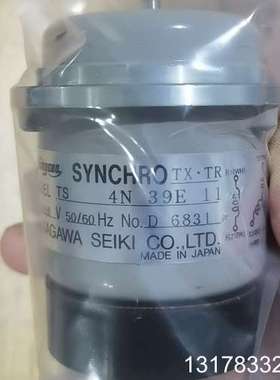 SYNCHRO TX·TR
TS 4N 39E 11
V 50/60 Hz No. D 6831
AGAWA SEIKI CO.,LTD.
MADE IN JAPAN
13178332